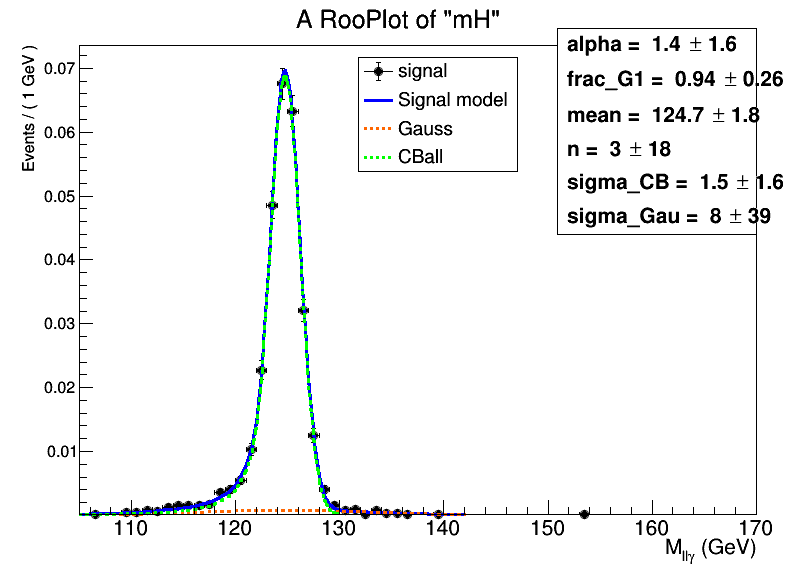 A RooPlot of "mH"
Events / ( 1 GeV )
0.07
0.06
0.05
0.04
0.03
0.02
0.01
signal
Signal model
Gauss
CBall
alpha = 1.4 ± 1.6
frac_G1 = 0.94 ± 0.26
mean = 124.7 ± 1.8
n = 3 ± 18
sigma_CB = 1.5 ± 1.6
sigma_Gau = 8 ± 39
110 120 130 140 150 160 170
M_{llγ} (GeV)